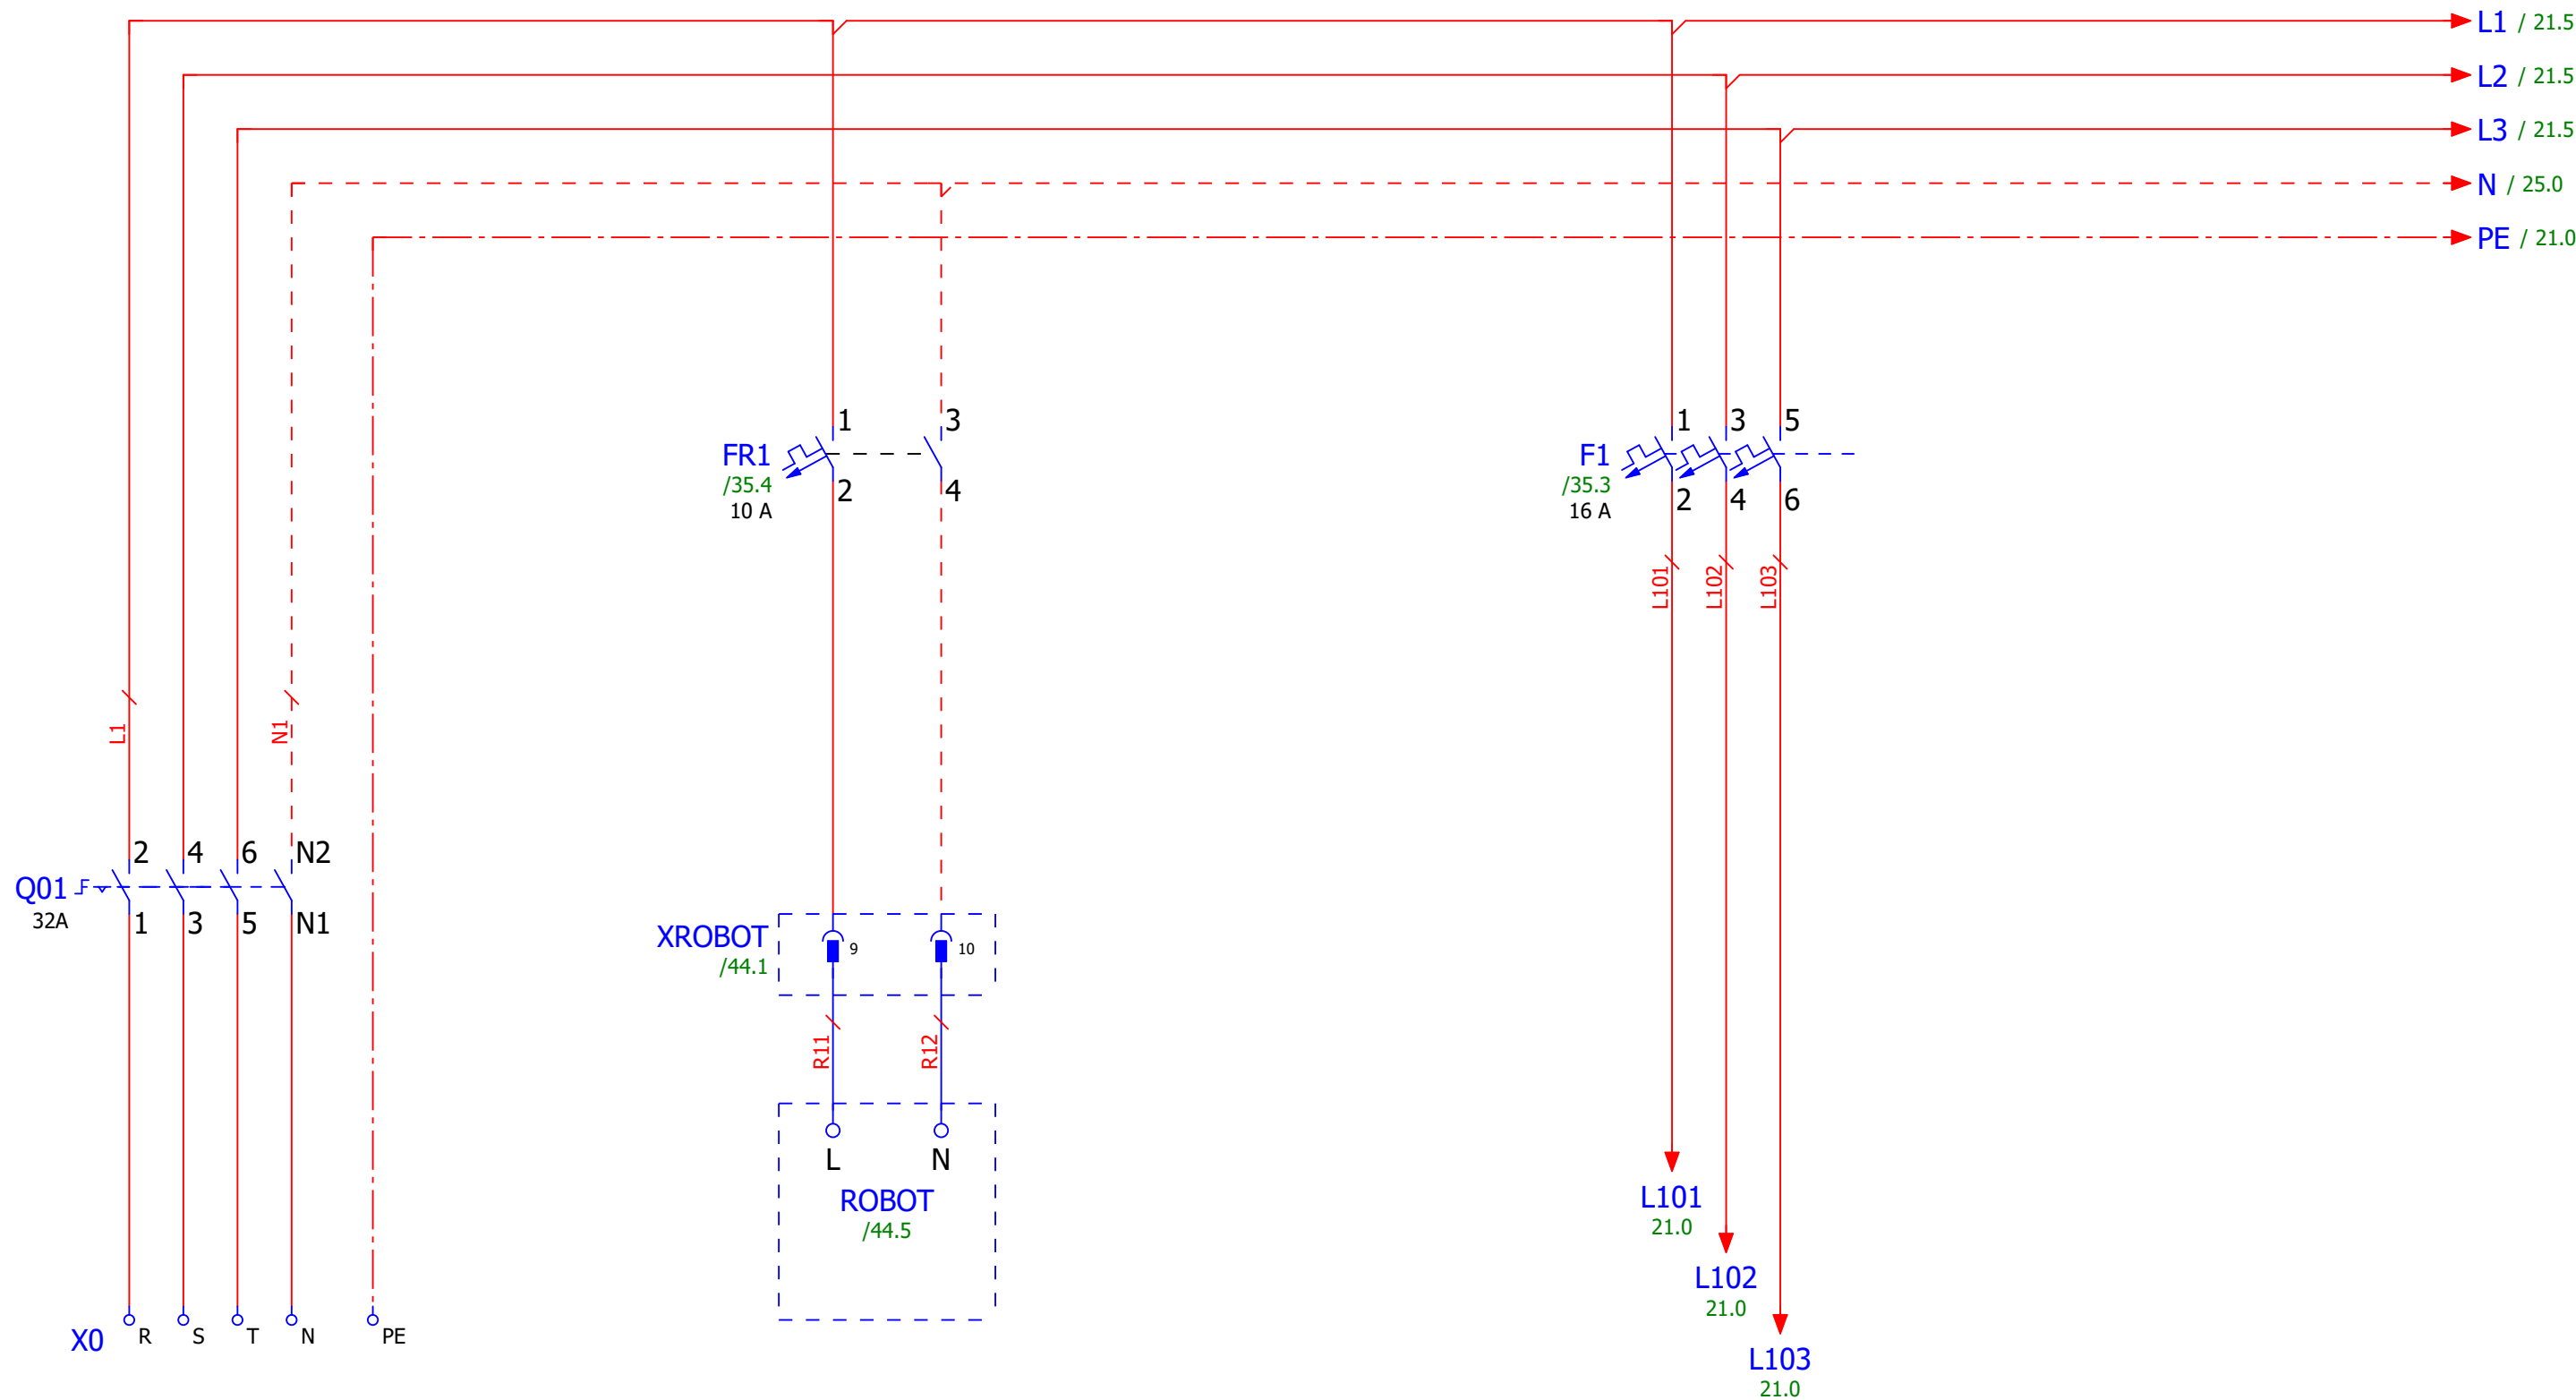 L1 / 21.5
L2 / 21.5
L3 / 21.5
N / 25.0
PE / 21.0
1 3
FR1
/35.4
10 A
2 4
1 3 5
F1
/35.3
16 A
2 4 6
L101 L102 L103
L1 N1
2 4 6 N2
Q01
32A
1 3 5 N1
XROBOT
/44.1
9 10
R11 R12
L N
ROBOT
/44.5
L101
21.0
L102
21.0
L103
21.0
X0 R S T N PE